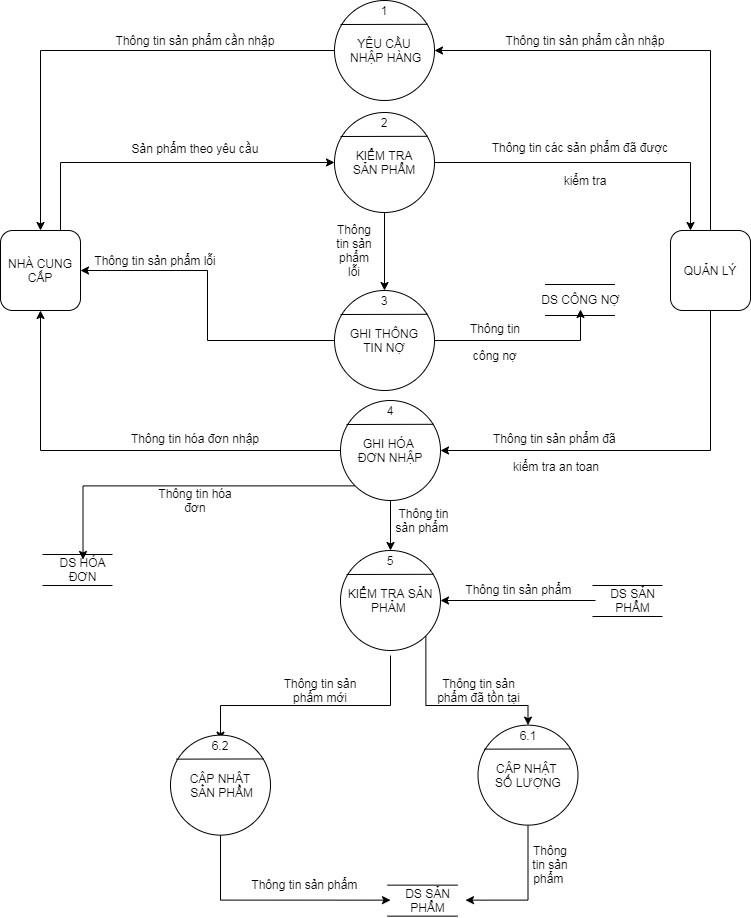 1
YÊU CẦU
NHẬP HÀNG
Thông tin sản phẩm cần nhập
Thông tin sản phẩm cần nhập
2
KIỂM TRA
SẢN PHẨM
Sản phẩm theo yêu cầu
Thông tin các sản phẩm đã được
kiểm tra
Thông
tin sản
phẩm
lỗi
NHÀ CUNG
CẤP
Thông tin sản phẩm lỗi
QUẢN LÝ
3
GHI THÔNG
TIN NỢ
DS CÔNG NỢ
Thông tin
công nợ
4
GHI HÓA
ĐƠN NHẬP
Thông tin hóa đơn nhập
Thông tin sản phẩm đã
kiểm tra an toan
Thông tin hóa
đơn
Thông tin
sản phẩm
DS HÓA
ĐƠN
5
KIỂM TRA SẢN
PHẨM
Thông tin sản phẩm
DS SẢN
PHẨM
Thông tin sản
phẩm mới
Thông tin sản
phẩm đã tồn tại
6.2
CẬP NHẬT
SẢN PHẨM
6.1
CẬP NHẬT
SỐ LƯỢNG
Thông
tin sản
phẩm
Thông tin sản phẩm
DS SẢN
PHẨM